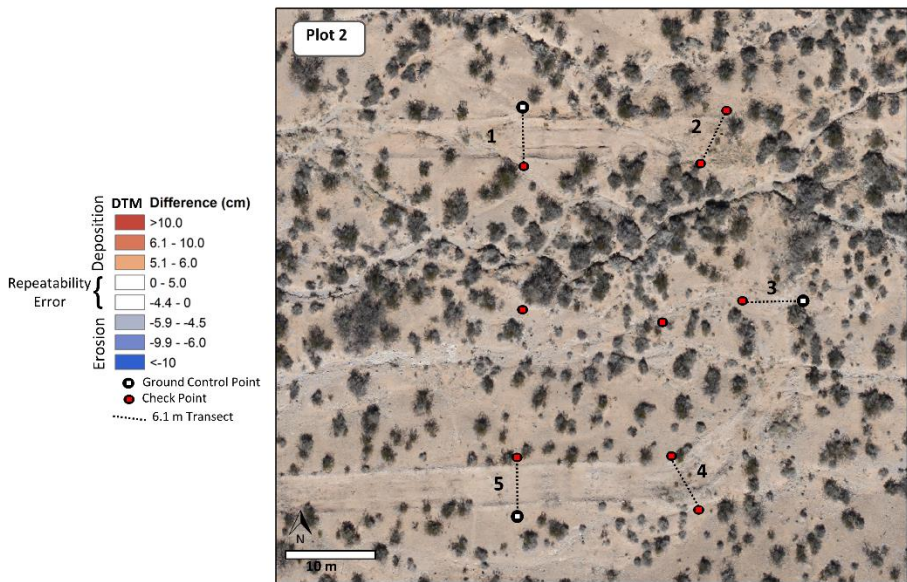 Plot 2
1
2
3
4
5
N
10 m
DTM Difference (cm)
Deposition
>10.0
6.1 - 10.0
5.1 - 6.0
Repeatability
Error
0 - 5.0
-4.4 - 0
Erosion
-5.9 - -4.5
-9.9 - -6.0
<-10
Ground Control Point
Check Point
6.1 m Transect